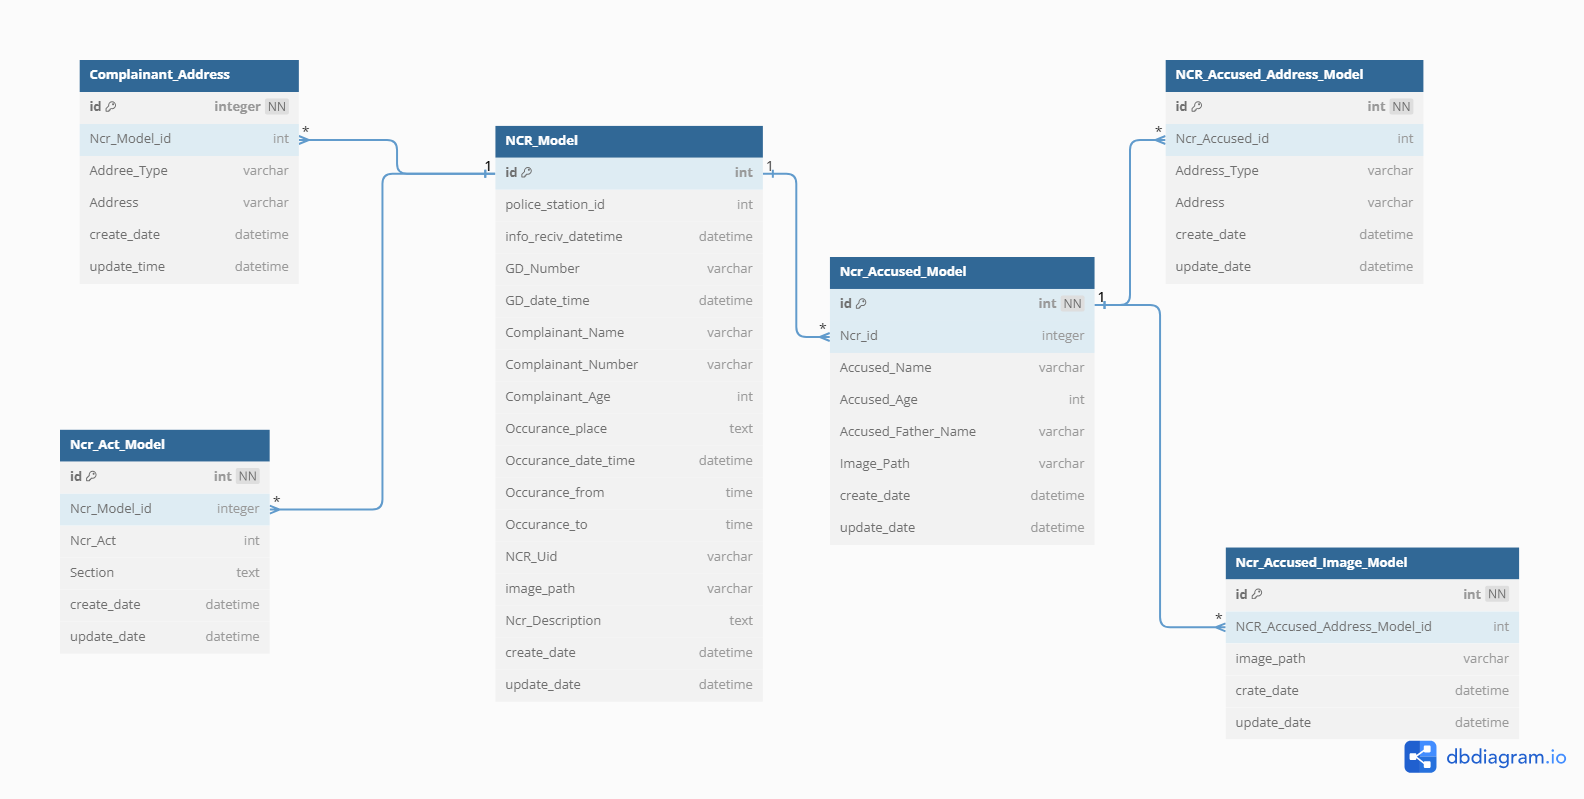 Complainant_Address
id integer NN
Ncr_Model_id int
Addree_Type varchar
Address varchar
create_date datetime
update_time datetime
*
1
Ncr_Act_Model
id int NN
Ncr_Model_id integer
Ncr_Act int
Section text
create_date datetime
update_date datetime
*
NCR_Model
id int
police_station_id int
info_reciv_datetime datetime
GD_Number varchar
GD_date_time datetime
Complainant_Name varchar
Complainant_Number varchar
Complainant_Age int
Occurance_place text
Occurance_date_time datetime
Occurance_from time
Occurance_to time
NCR_Uid varchar
image_path varchar
Ncr_Description text
create_date datetime
update_date datetime
1
*
Ncr_Accused_Model
id int NN
Ncr_id integer
Accused_Name varchar
Accused_Age int
Accused_Father_Name varchar
Image_Path varchar
create_date datetime
update_date datetime
1
*
NCR_Accused_Address_Model
id int NN
Ncr_Accused_id int
Address_Type varchar
Address varchar
create_date datetime
update_date datetime
*
Ncr_Accused_Image_Model
id int NN
NCR_Accused_Address_Model_id int
image_path varchar
crate_date datetime
update_date datetime
dbdiagram.io